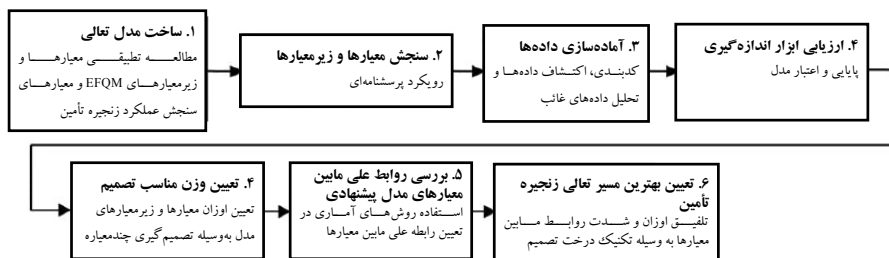 ۱. ساخت مدل تعالی
مطالعه تطبیقی معیارها و
زیرمعیارهای EFQM و معیارهای
سنجش عملکرد زنجیره تأمین
۲. سنجش معیارها و زیرمعیارها
رویکرد پرسشنامه‌ای
۳. آماده‌سازی داده‌ها
کدبندی، اکتشاف داده‌ها و
تحلیل داده‌های غائب
۴. ارزیابی ابزار اندازه‌گیری
پایایی و اعتبار مدل
۴. تعیین وزن مناسب تصمیم
تعیین اوزان معیارها و زیرمعیارهای
مدل به‌وسیله تصمیم‌گیری چندمعیاره
۵. بررسی روابط علی مابین
معیارهای مدل پیشنهادی
استفاده روش‌های آماری در
تعیین رابطه علی مابین معیارها
۶. تعیین بهترین مسیر تعالی زنجیره
تأمین
تلفیق اوزان و شدت روابط مابین
معیارها به وسیله تکنیک درخت تصمیم